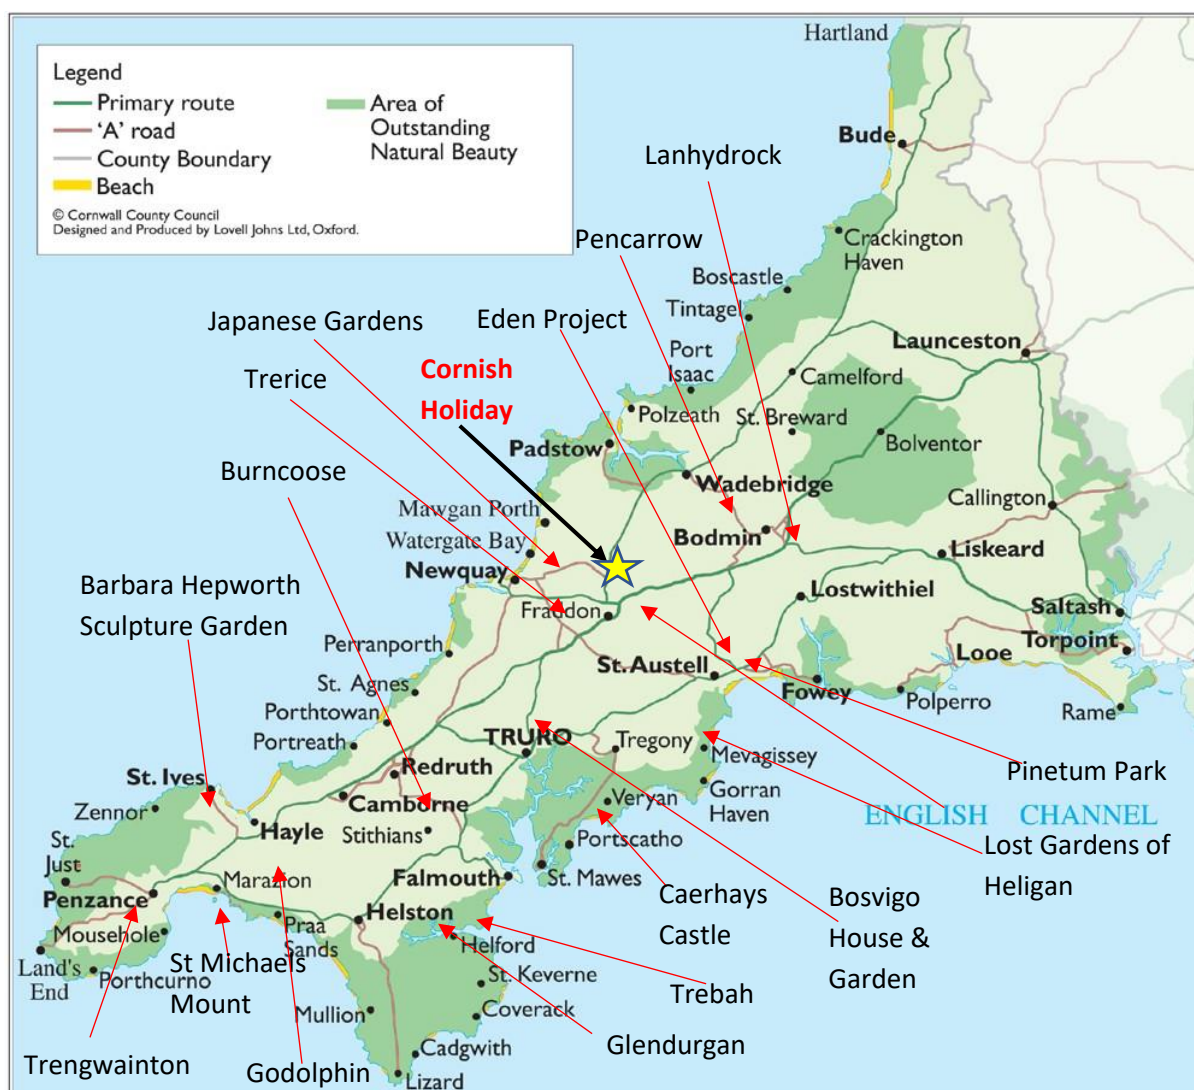 Legend
Primary route
'A' road
County Boundary
Beach
Area of
Outstanding
Natural Beauty
© Cornwall County Council
Designed and Produced by Lovell Johns Ltd, Oxford.
Hartland
Bude
Lanhydrock
Pencarrow
Crackington
Haven
Boscastle
Tintagel
Japanese Gardens
Eden Project
Launceston
Trerice
Cornish
Holiday
Port
Isaac
Camelford
Polzeath
St. Breward
Bolventor
Padstow
Burncoose
Wadebridge
Callington
Mawgan Porth
Bodmin
Watergate Bay
Liskeard
Newquay
Barbara Hepworth
Sculpture Garden
Fraddon
Lostwithiel
Saltash
Torpoint
Perranporth
Looe
St. Austell
Fowey
St. Agnes
Polperro
Rame
Porthtowan
Portreath
TRURO
Tregony
Mevagissey
Redruth
Pinetum Park
St. Ives
Gorran
Haven
Zennor
Camborne
Veryan
ENGLISH CHANNEL
Hayle
Stithians
Portscatho
Lost Gardens of
Heligan
St.
Just
St. Mawes
Marazion
Falmouth
Caerhays
Castle
Bosvigo
House &
Garden
Penzance
Helston
Praa
Sands
Mousehole
Helford
Land's
End
Porthcurno
St Michaels
Mount
St. Keverne
Trebah
Mullion
Coverack
Glendurgan
Cadgwith
Trengwainton
Godolphin
Lizard